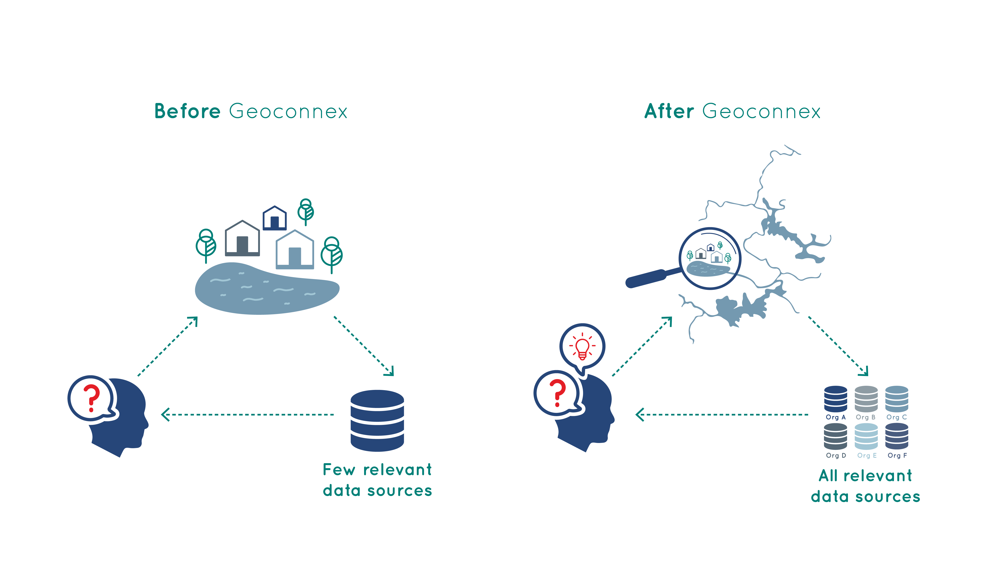 Before Geoconnex
?
Few relevant
data sources
After Geoconnex
?
Org A
Org B
Org C
Org D
Org E
Org F
All relevant
data sources